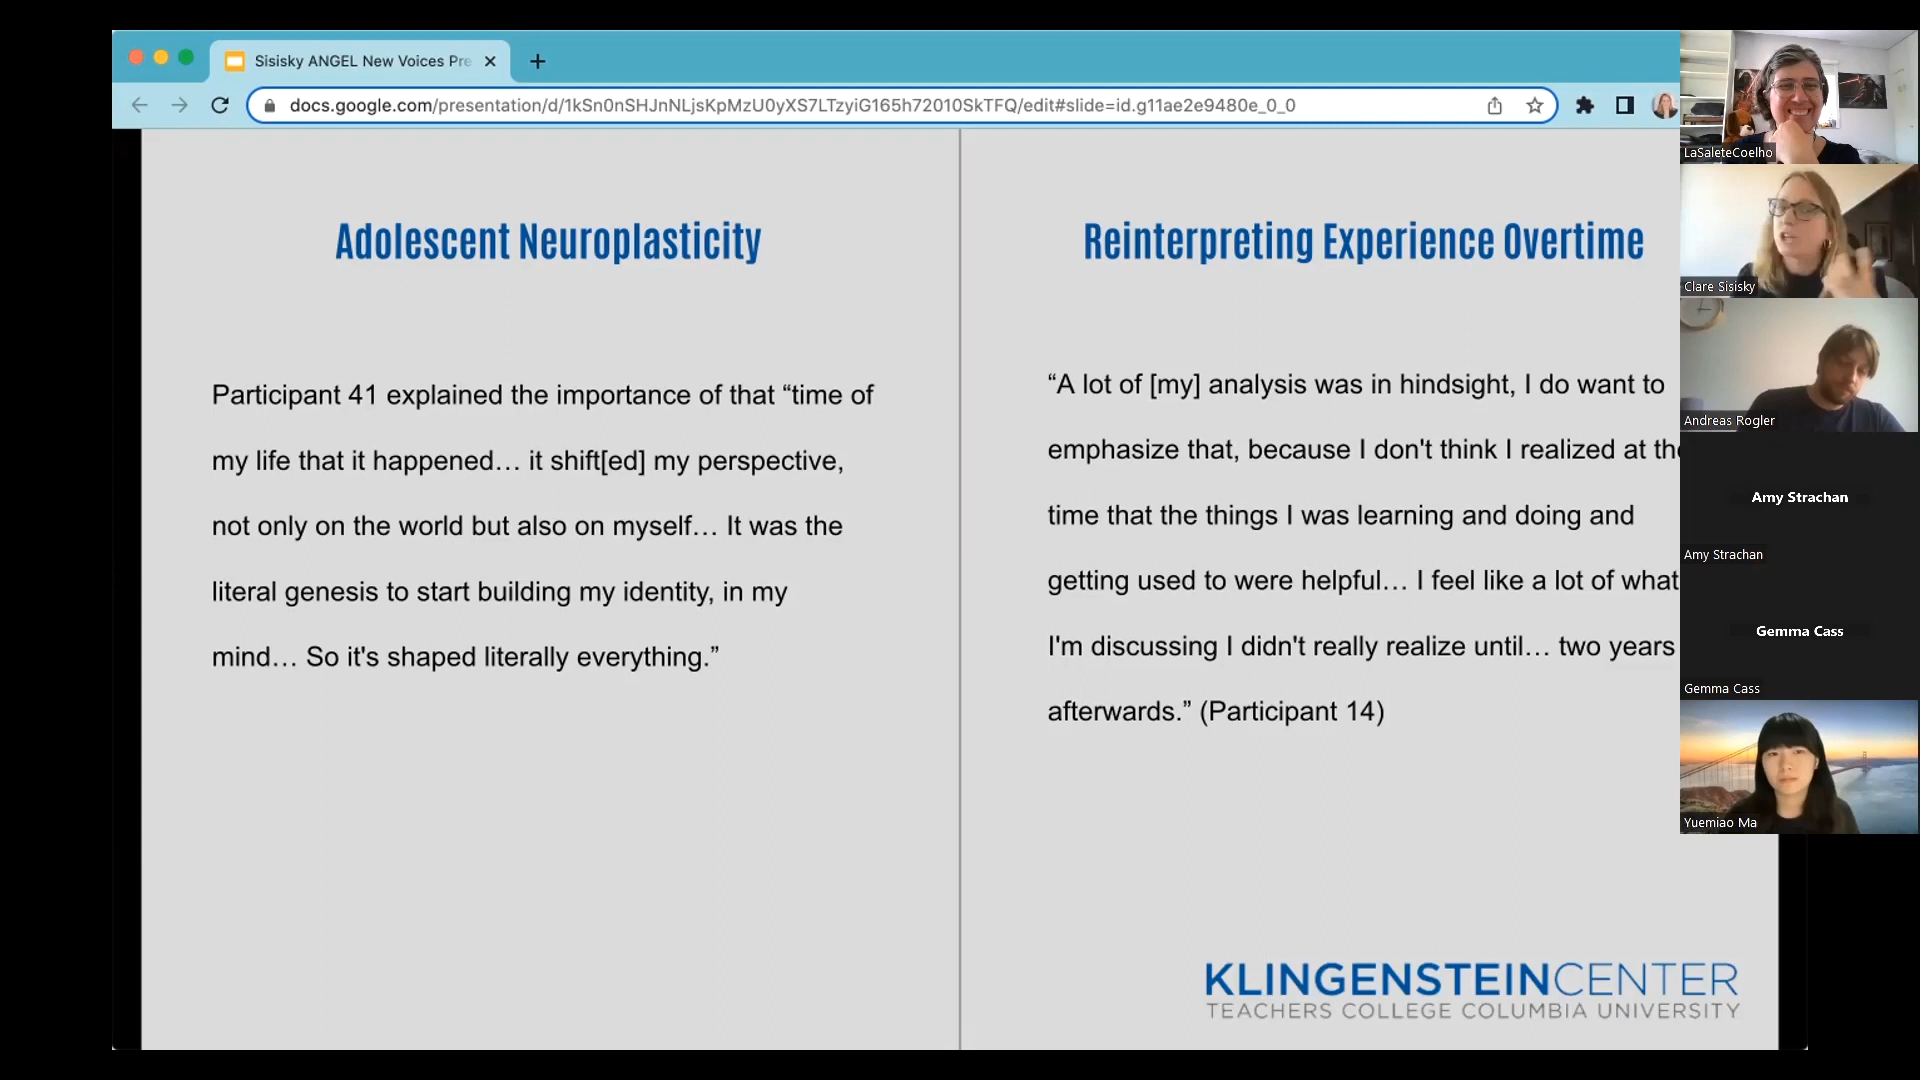 Sisisky ANGEL New Voices Pre
docs.google.com/presentation/d/1kSn0nSHJnNLjsKpMzU0yXS7LTzyiG165h72010SkTFQ/edit#slide=id.g11ae2e9480e_0_0
Adolescent Neuroplasticity
Participant 41 explained the importance of that “time of
my life that it happened… it shift[ed] my perspective,
not only on the world but also on myself… It was the
literal genesis to start building my identity, in my
mind… So it's shaped literally everything.”
Reinterpreting Experience Overtime
“A lot of [my] analysis was in hindsight, I do want to
emphasize that, because I don't think I realized at the
time that the things I was learning and doing and
getting used to were helpful… I feel like a lot of what
I'm discussing I didn't really realize until… two years
afterwards.” (Participant 14)
KLINGENSTEINCENTER
TEACHERS COLLEGE COLUMBIA UNIVERSITY
LaSaleteCoelho
Clare Sisisky
Andreas Rogler
Amy Strachan
Amy Strachan
Gemma Cass
Gemma Cass
Yuemiao Ma